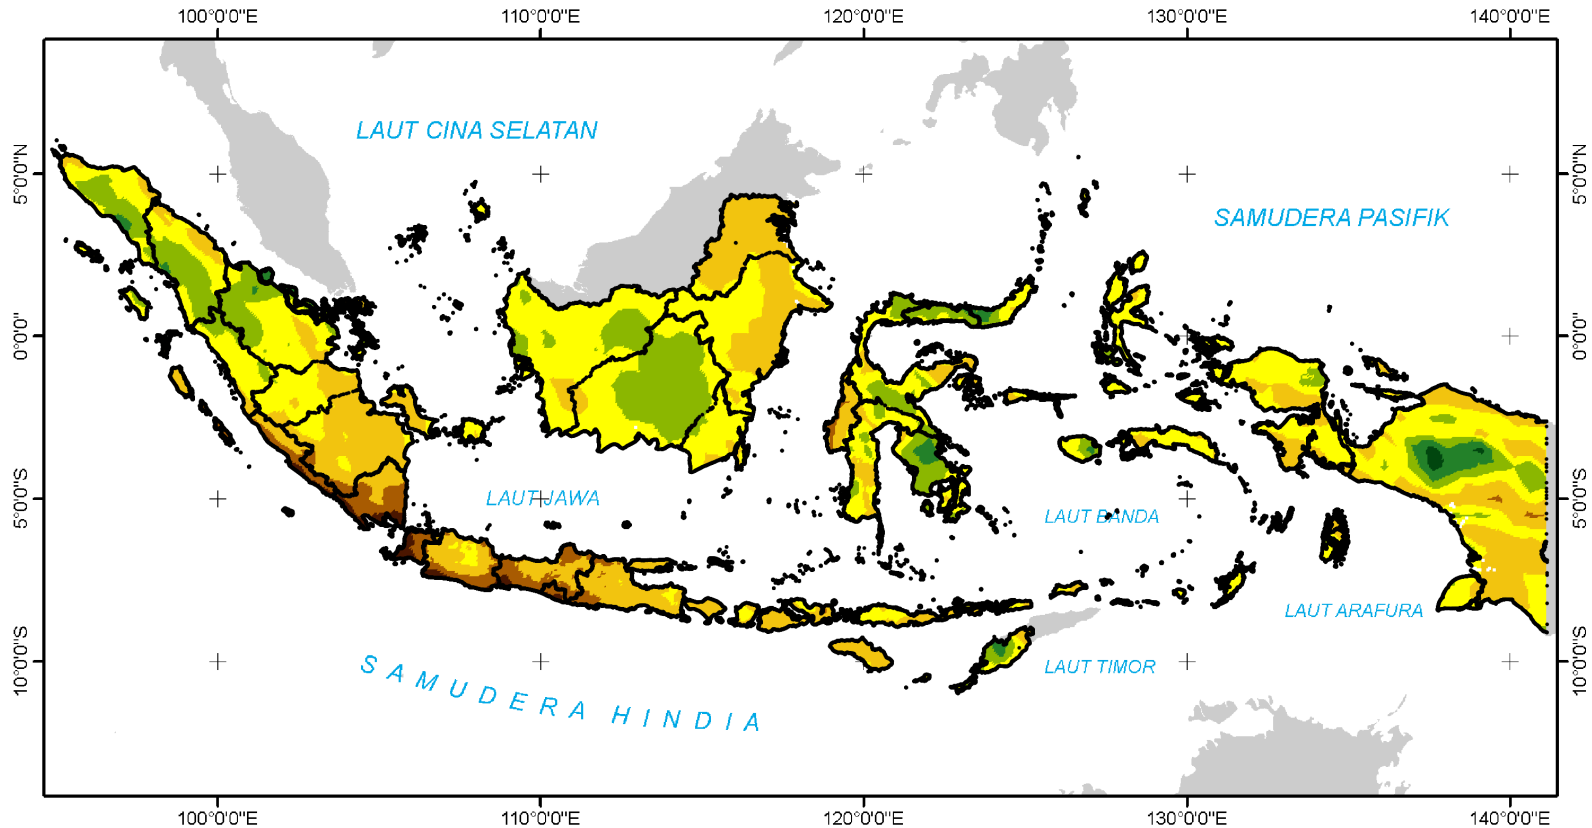 100°0'0"E 110°0'0"E 120°0'0"E 130°0'0"E 140°0'0"E
LAUT CINA SELATAN
5°0'0"N 5°0'0"N
SAMUDERA PASIFIK
0°0'0" 0°0'0"
5°0'0"S LAUT JAWA 5°0'0"S
LAUT BANDA
LAUT ARAFURA
10°0'0"S LAUT TIMOR 10°0'0"S
SAMUDERA HINDIA
100°0'0"E 110°0'0"E 120°0'0"E 130°0'0"E 140°0'0"E